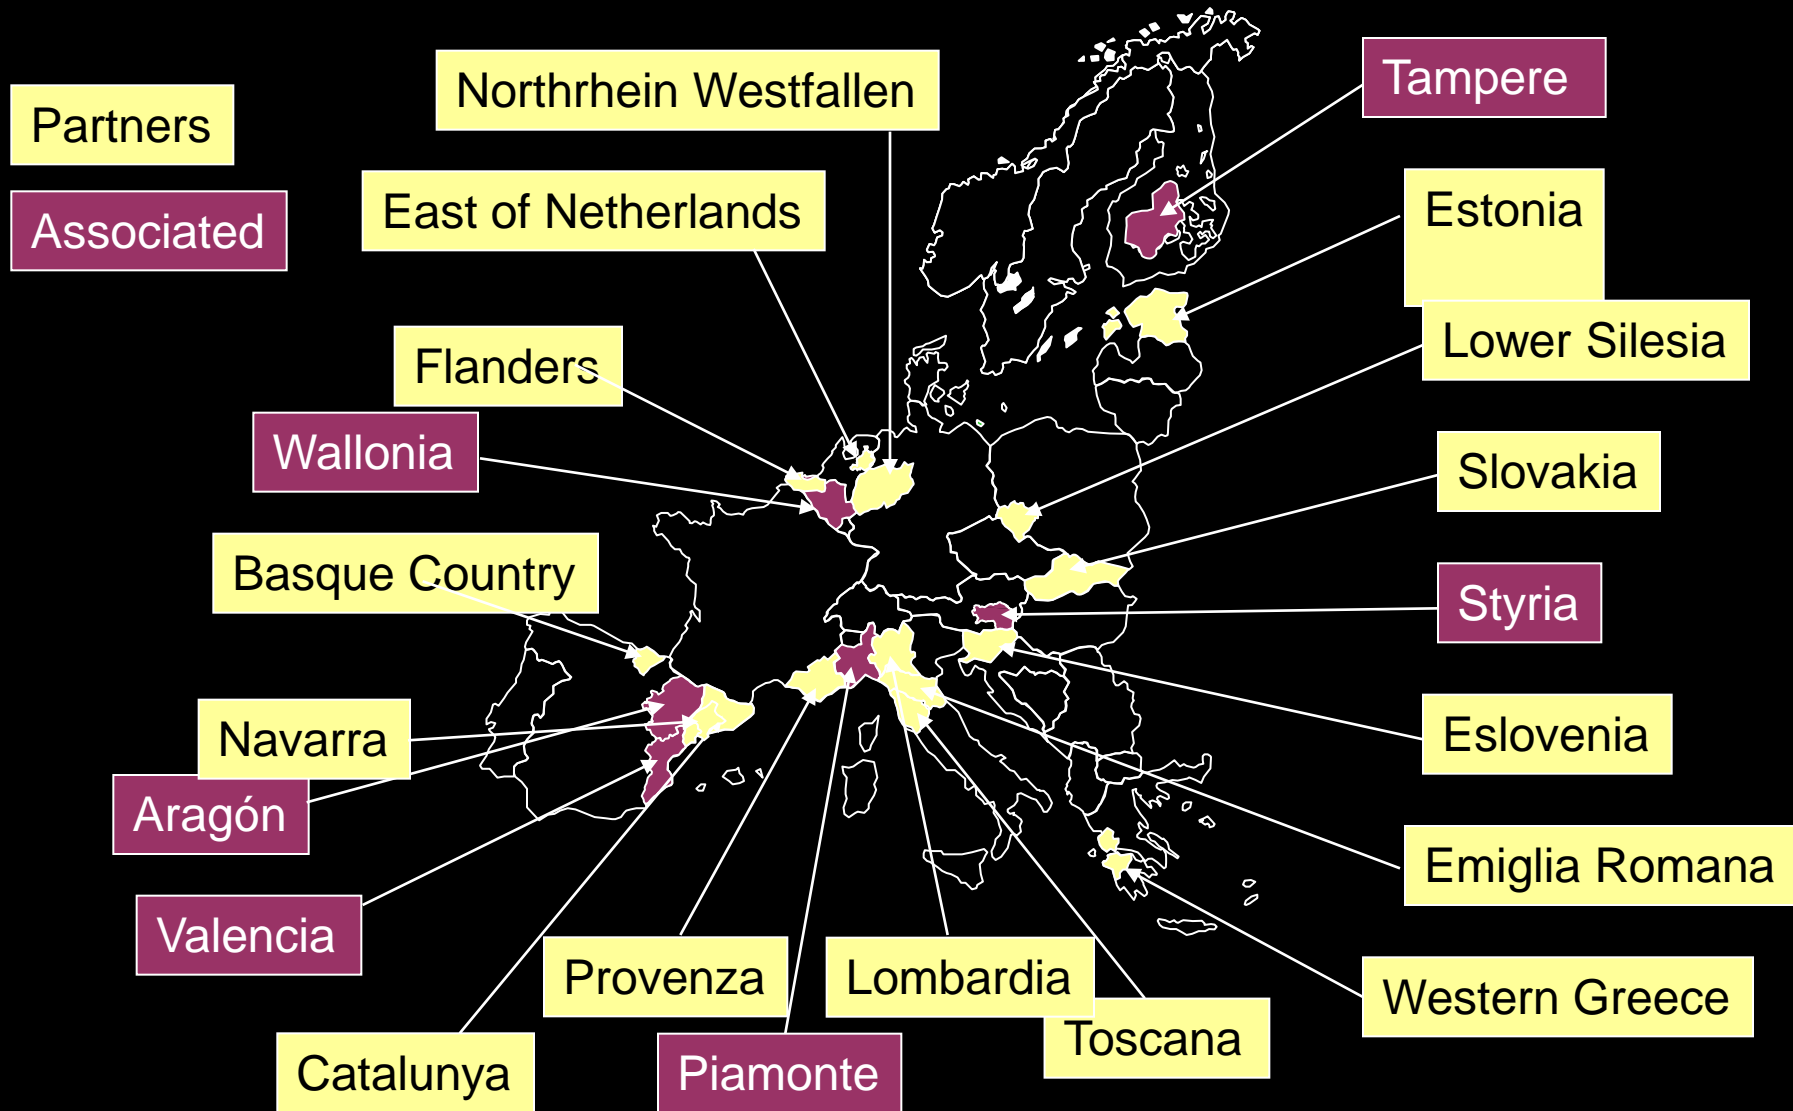 Northrhein Westfallen
Tampere
Partners
East of Netherlands
Estonia
Associated
Lower Silesia
Flanders
Wallonia
Slovakia
Basque Country
Styria
Navarra
Eslovenia
Aragón
Emiglia Romana
Valencia
Provenza
Lombardia
Western Greece
Toscana
Catalunya
Piamonte